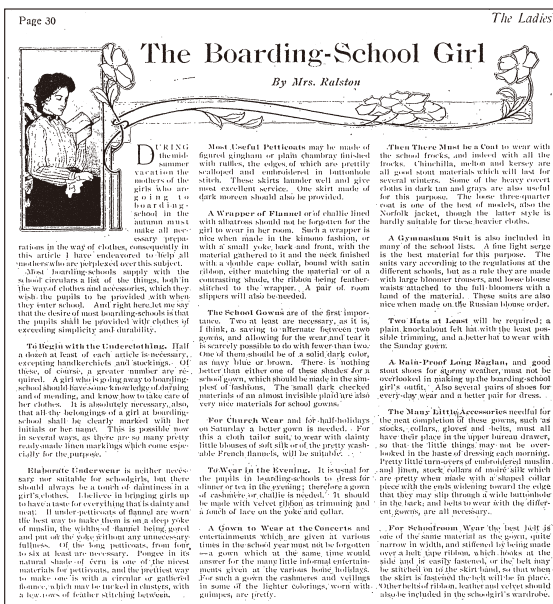 Page 30
The Ladies
The Boarding-School Girl
By Mrs. Ralston
DURING
the mid-
summer
vacation the
mothers of the
girls who are
going to
boarding-
school in the
autumn must
make all nec-
essary prepa-
rations in the way of clothes, consequently in
this article I have endeavored to help all
mothers who are perplexed over this subject.
Most boarding-schools supply with the
school circulars a list of the things, both in
the way of clothes and accessories, which they
wish the pupils to be provided with when
they enter school. And right here let me say
that the desire of most boarding-schools is that
the pupils shall be provided with clothes of
exceeding simplicity and durability.
To Begin with the Underclothing. Half
a dozen at least of each article is necessary,
excepting handkerchiefs and stockings. Of
these, of course, a greater number are re-
quired. A girl who is going away to boarding-
school should have some knowledge of darning
and of mending, and know how to take care of
her clothes. It is absolutely necessary, also,
that all the belongings of a girl at boarding-
school shall be clearly marked with her
initials or her name. This is possible now
in several ways, as there are so many pretty
ready-made linen markings which come espe-
cially for the purpose.
Elaborate Underwear is neither neces-
sary nor suitable for schoolgirls, but there
should always be a touch of daintiness in a
girl's clothes. I believe in bringing girls up
to have a taste for everything that is dainty and
neat. If under-petticoats of flannel are worn
the best way to make them is on a deep yoke
of muslin, the widths of flannel being gored
and put on the yoke without any unnecessary
fullness. Of the long petticoats, from four
to six at least are necessary. Pongee in its
natural shade of écru is one of the nicest
materials for petticoats, and the prettiest way
to make one is with a circular or gathered
flounce, which may be tucked in clusters, with
a few rows of feather stitching between.
Most Useful Petticoats may be made of
figured gingham or plain chambray finished
with ruffles, the edges of which are prettily
scalloped and embroidered in buttonhole
stitch. These skirts launder well and give
most excellent service. One skirt made of
dark moreen should also be provided.
A Wrapper of Flannel or of challie lined
with albatross should not be forgotten for the
girl to wear in her room. Such a wrapper is
nice when made in the kimono fashion, or
with a small yoke, back and front, with the
material gathered to it and the neck finished
with a double cape collar, bound with satin
ribbon, either matching the material or of a
contrasting shade, the ribbon being feather-
stitched to the wrapper. A pair of room
slippers will also be needed.
The School Gowns are of the first impor-
tance. Two at least are necessary, as it is,
I think, a saving to alternate between two
gowns, and allowing for the wear and tear it
is scarcely possible to do with fewer than two.
One of them should be of a solid dark color,
as navy blue or brown. There is nothing
better than either one of these shades for a
school gown, which should be made in the sim-
plest of fashions. The small dark checked
materials of an almost invisible plaid are also
very nice materials for school gowns.
For Church Wear and for half-holidays
on Saturday a better gown is needed. For
this a cloth tailor suit, to wear with dainty
little blouses of soft silk or of the pretty wash-
able French flannels, will be suitable.
To Wear in the Evening. It is usual for
the pupils in boarding-schools to dress for
dinner or tea in the evening; therefore a gown
of cashmere or challie is needed. It should
be made with velvet ribbon as trimming and
a touch of lace on the yoke and collar.
A Gown to Wear at the Concerts and
entertainments which are given at various
times in the school year must not be forgotten
—a gown which at the same time would
answer for the many little informal entertain-
ments given at the various home holidays.
For such a gown the cashmeres and veilings
in some of the lighter colorings, worn with
guimpes, are pretty.
Then There Must be a Coat to wear with
the school frocks, and indeed with all the
frocks. Chinchilla, melton and kersey are
all good stout materials which will last for
several winters. Some of the heavy covert
cloths in dark tan and grays are also useful
for this purpose. The loose three-quarter
coat is one of the best of models, also the
Norfolk jacket, though the latter style is
hardly suitable for these heavier cloths.
A Gymnasium Suit is also included in
many of the school lists. A fine light serge
is the best material for this purpose. The
suits vary according to the regulations at the
different schools, but as a rule they are made
with large bloomer trousers, and loose blouse
waists attached to the full bloomers with a
band of the material. These suits are also
nice when made on the Russian blouse order.
Two Hats at Least will be required; a
plain knockabout felt hat with the least pos-
sible trimming, and a better hat to wear with
the Sunday gown.
A Rain-Proof Long Raglan, and good
stout shoes for stormy weather, must not be
overlooked in making up the boarding-school
girl's outfit. Also several pairs of shoes for
every-day wear and a better pair for dress.
The Many Little Accessories needful for
the neat completion of these gowns, such as
stocks, collars, gloves and belts, must all
have their place in the upper bureau drawer,
so that the little things may not be over-
looked in the haste of dressing each morning.
Pretty little turn-overs of embroidered muslin
and linen, stock collars of moiré silk which
are pretty when made with a shaped collar
piece with the ends widening toward the edge
that they may slip through a wide buttonhole
in the back; and belts to wear with the differ-
ent gowns, are all necessary.
For Schoolroom Wear the best belt is
one of the same material as the gown, quite
narrow in width, and stiffened by being made
over a belt tape ribbon, which hooks at the
side and is easily fastened, or the belt may
be stitched on to the skirt band, so that when
the skirt is fastened the belt will be in place.
Other belts of ribbon, leather and velvet should
also be included in the schoolgirl's wardrobe.